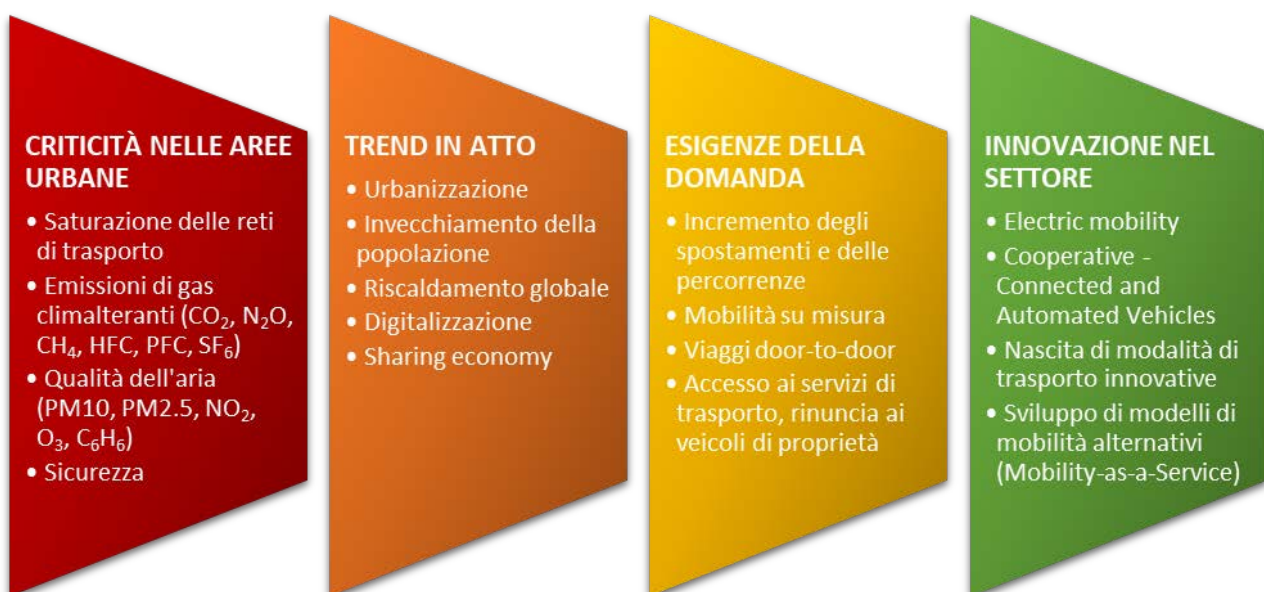 CRITICITÀ NELLE AREE
URBANE
• Saturazione delle reti
di trasporto
• Emissioni di gas
climalteranti (CO₂, N₂O,
CH₄, HFC, PFC, SF₆)
• Qualità dell'aria
(PM10, PM2.5, NO₂,
O₃, C₆H₆)
• Sicurezza
TREND IN ATTO
• Urbanizzazione
• Invecchiamento della
popolazione
• Riscaldamento globale
• Digitalizzazione
• Sharing economy
ESIGENZE DELLA
DOMANDA
• Incremento degli
spostamenti e delle
percorrenze
• Mobilità su misura
• Viaggi door-to-door
• Accesso ai servizi di
trasporto, rinuncia ai
veicoli di proprietà
INNOVAZIONE NEL
SETTORE
• Electric mobility
• Cooperative -
Connected and
Automated Vehicles
• Nascita di modalità di
trasporto innovative
• Sviluppo di modelli di
mobilità alternativi
(Mobility-as-a-Service)